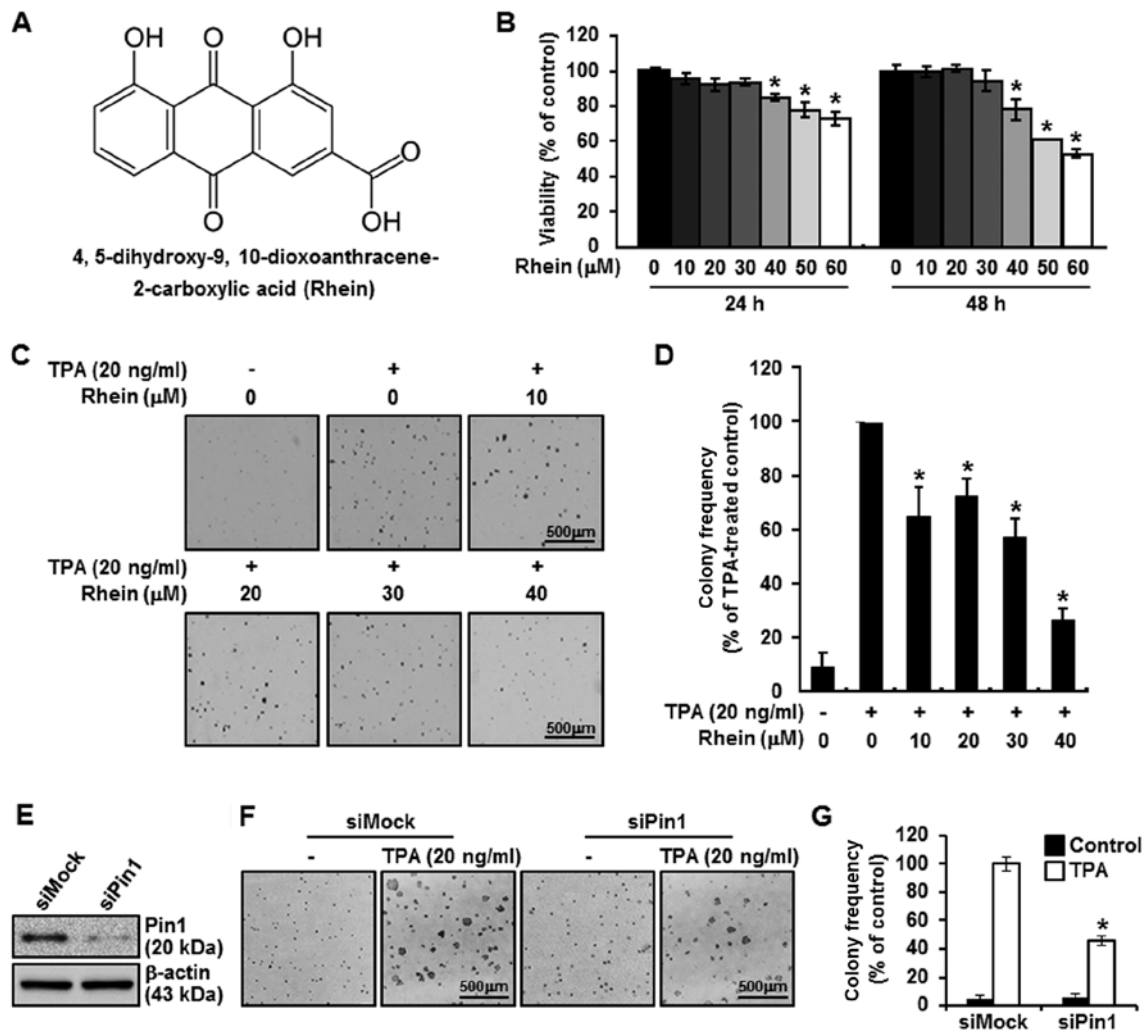 A
OH
O
OH
O
O
OH
4, 5-dihydroxy-9, 10-dioxoanthracene-
2-carboxylic acid (Rhein)
B
Viability (% of control)
120
100
80
60
40
20
0
* * * * * *
Rhein (μM) 0 10 20 30 40 50 60 0 10 20 30 40 50 60
24 h 48 h
C
TPA (20 ng/ml) - + +
Rhein (μM) 0 0 10
500μm
TPA (20 ng/ml) + + +
Rhein (μM) 20 30 40
500μm
D
Colony frequency
(% of TPA-treated control)
120
100
80
60
40
20
0
* * * *
TPA (20 ng/ml) - + + + + +
Rhein (μM) 0 0 10 20 30 40
E
siMock siPin1
Pin1
(20 kDa)
β-actin
(43 kDa)
F
siMock siPin1
- TPA (20 ng/ml) - TPA (20 ng/ml)
500μm 500μm
G
Colony frequency
(% of control)
120
100
80
60
40
20
0
Control
TPA
*
siMock siPin1